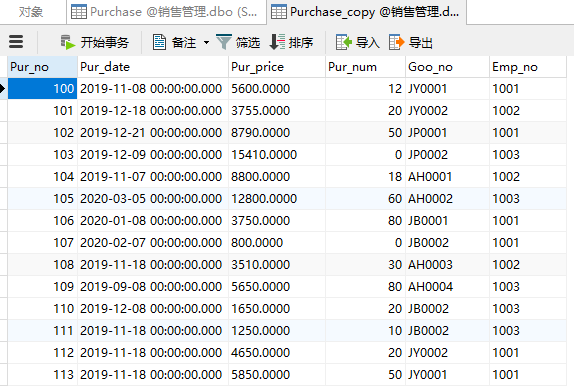 对象 Purchase @销售管理.dbo (S... Purchase_copy @销售管理.d...
开始事务 备注 筛选 排序 导入 导出
Pur_no Pur_date Pur_price Pur_num Goo_no Emp_no
100 2019-11-08 00:00:00.000 5600.0000 12 JY0001 1001
101 2019-12-18 00:00:00.000 3755.0000 20 JY0002 1002
102 2019-12-21 00:00:00.000 8790.0000 50 JP0001 1001
103 2019-12-09 00:00:00.000 15410.0000 0 JP0002 1003
104 2019-11-07 00:00:00.000 8800.0000 18 AH0001 1002
105 2020-03-05 00:00:00.000 12800.0000 60 AH0002 1003
106 2020-01-08 00:00:00.000 3750.0000 80 JB0001 1001
107 2020-02-07 00:00:00.000 800.0000 0 JB0002 1001
108 2019-11-18 00:00:00.000 3510.0000 30 AH0003 1002
109 2019-09-08 00:00:00.000 5650.0000 80 AH0004 1003
110 2019-12-08 00:00:00.000 1650.0000 20 JB0002 1003
111 2019-11-18 00:00:00.000 1250.0000 10 JB0002 1003
112 2019-11-18 00:00:00.000 4650.0000 20 JY0002 1001
113 2019-11-18 00:00:00.000 5850.0000 50 JY0001 1001